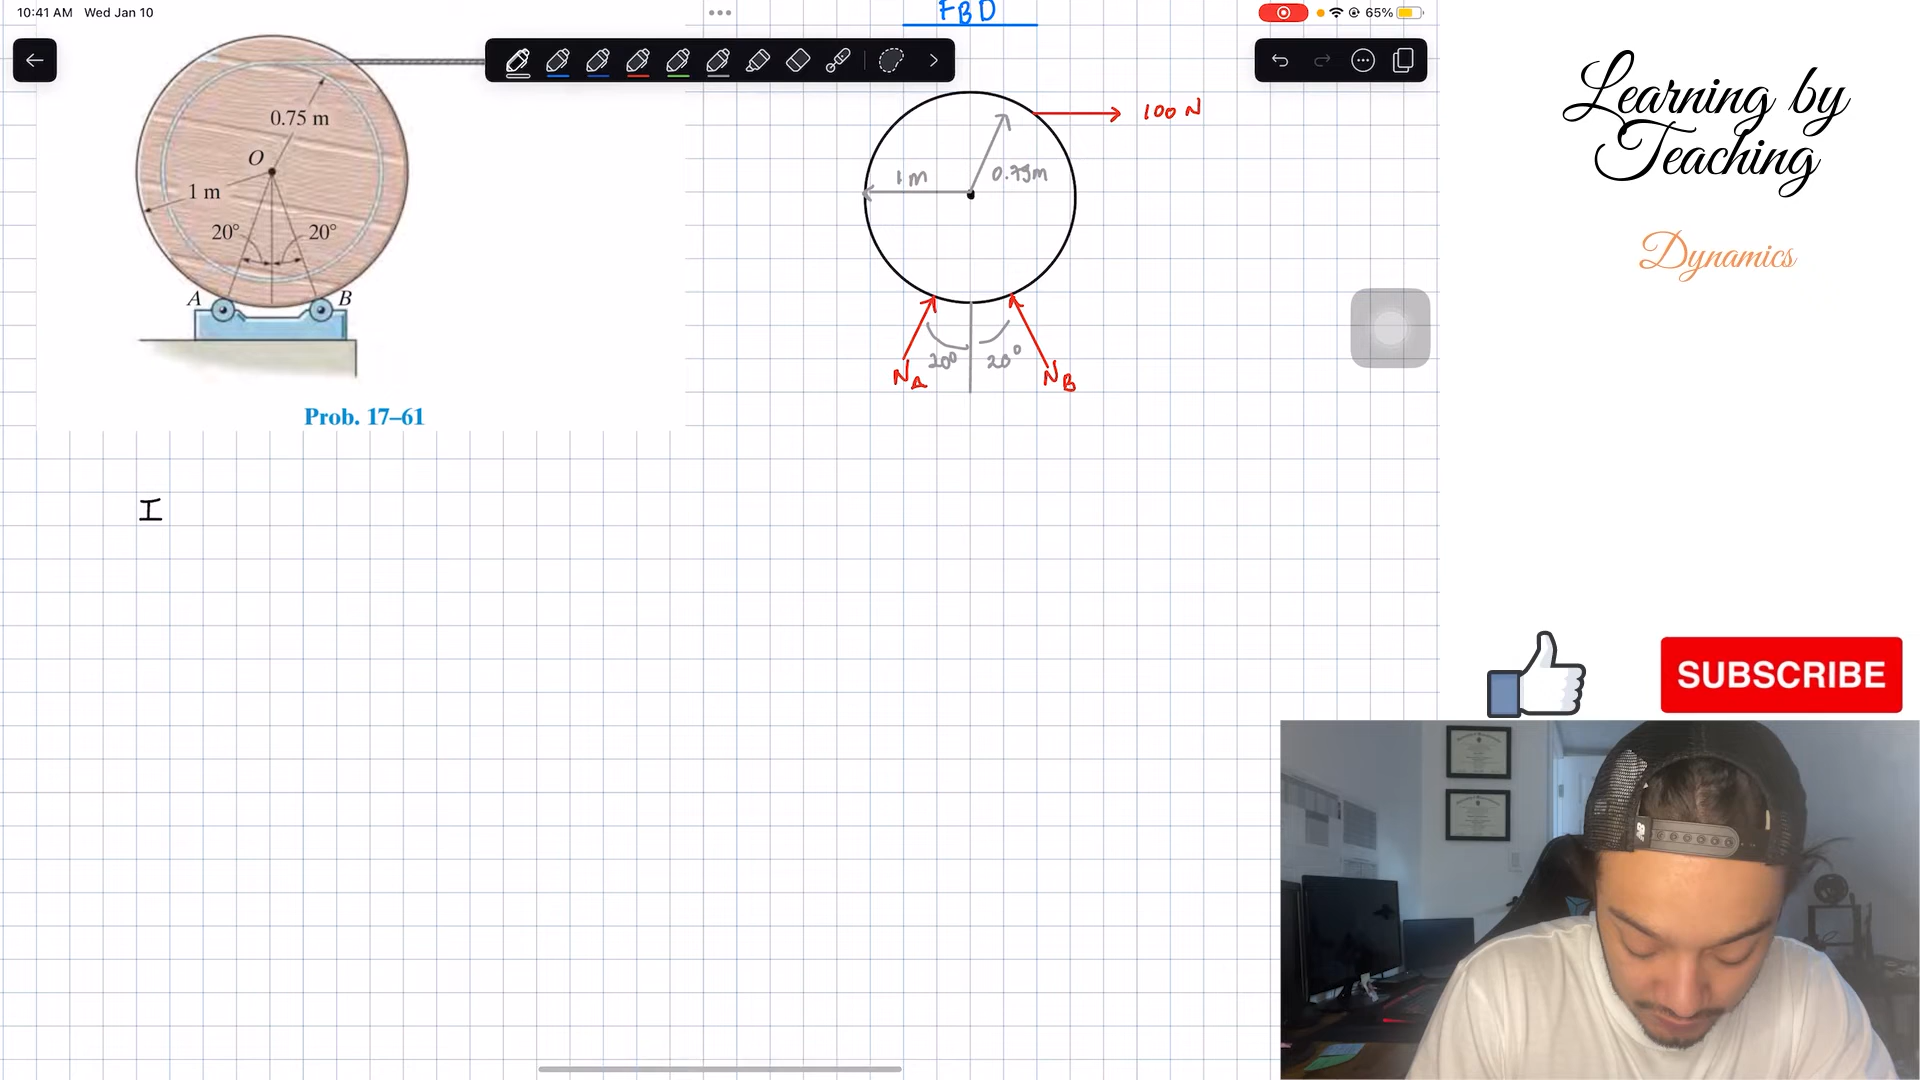 10:41 AM Wed Jan 10
FBD
65%
0.75 m
O
1 m
20° 20°
A B
Prob. 17–61
100 N
1 m
0.75m
20° 20°
NA NB
I
Learning by
Teaching
Dynamics
SUBSCRIBE